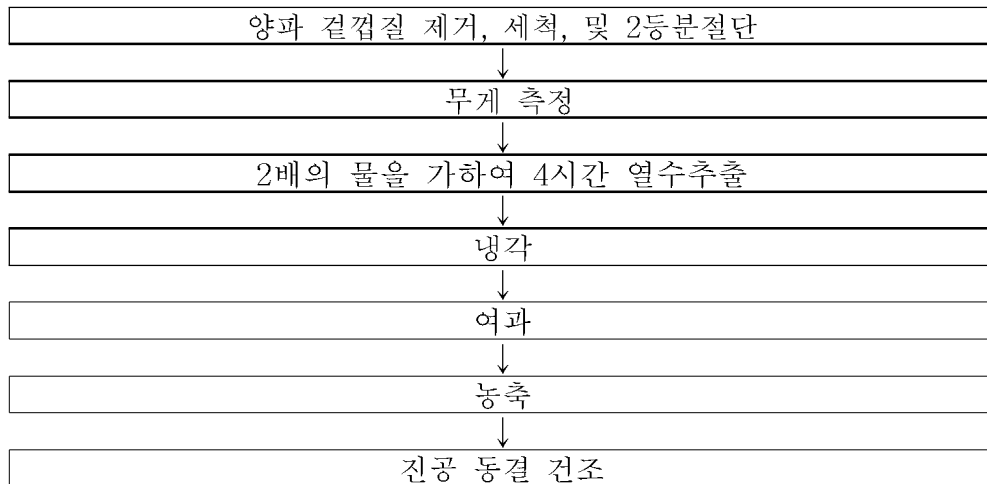 양파 겉껍질 제거, 세척, 및 2등분절단
무게 측정
2배의 물을 가하여 4시간 열수추출
냉각
여과
농축
진공 동결 건조